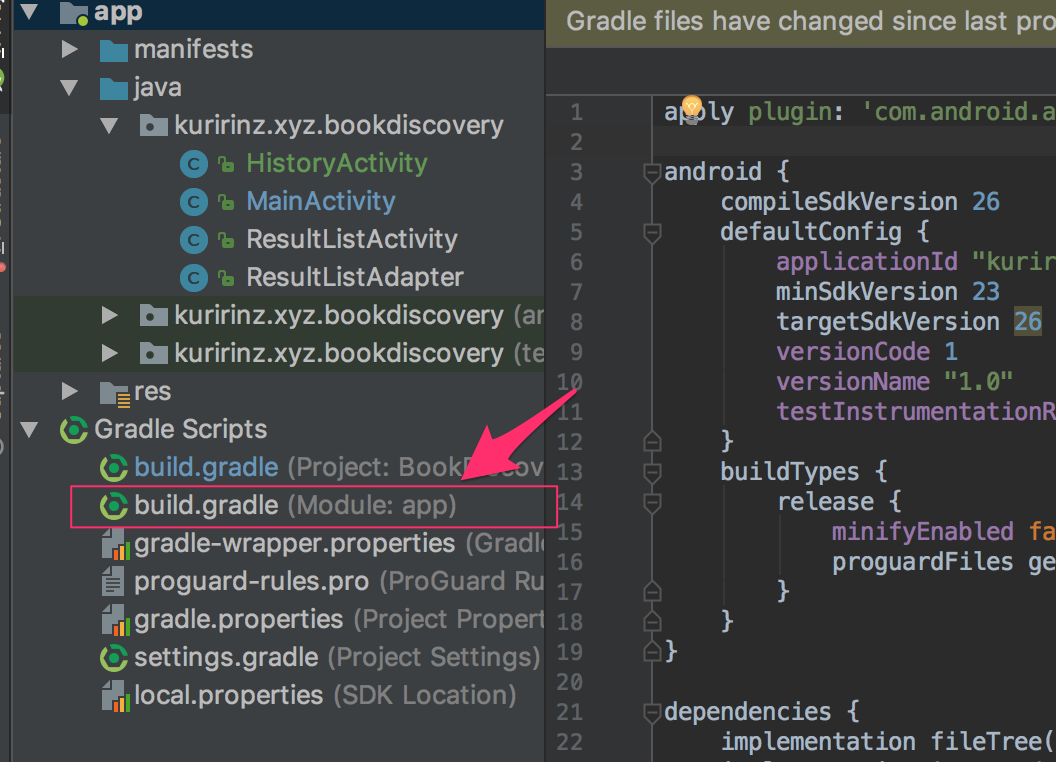 app
manifests
java
kuririnz.xyz.bookdiscovery
HistoryActivity
MainActivity
ResultListActivity
ResultListAdapter
kuririnz.xyz.bookdiscovery (an
kuririnz.xyz.bookdiscovery (te
res
Gradle Scripts
build.gradle (Project: BookDiscov
build.gradle (Module: app)
gradle-wrapper.properties (Gradle
proguard-rules.pro (ProGuard Ru
gradle.properties (Project Propert
settings.gradle (Project Settings)
local.properties (SDK Location)
Gradle files have changed since last pro
1 apply plugin: 'com.android.a
2
3 android {
4 compileSdkVersion 26
5 defaultConfig {
6 applicationId "kurir
7 minSdkVersion 23
8 targetSdkVersion 26
9 versionCode 1
10 versionName "1.0"
11 testInstrumentationR
12 }
13 buildTypes {
14 release {
15 minifyEnabled fa
16 proguardFiles ge
17 }
18 }
19 }
20
21 dependencies {
22 implementation fileTree(